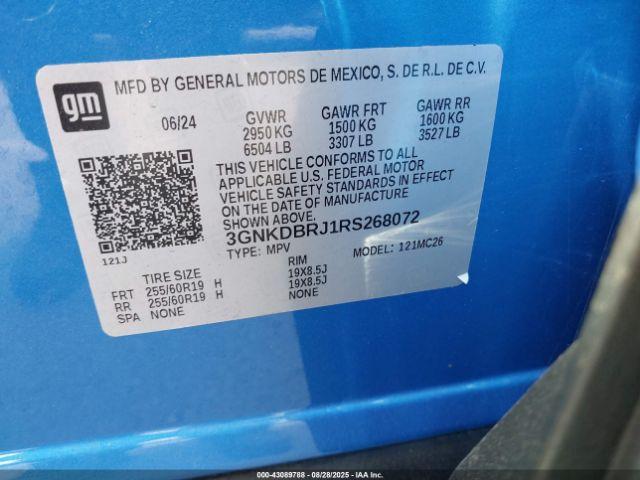 gm
MFD BY GENERAL MOTORS DE MEXICO, S. DE R.L. DE C.V.
06/24
GVWR GAWR FRT GAWR RR
2950 KG 1500 KG 1600 KG
6504 LB 3307 LB 3527 LB
THIS VEHICLE CONFORMS TO ALL
APPLICABLE U.S. FEDERAL MOTOR
VEHICLE SAFETY STANDARDS IN EFFECT
ON THE DATE OF MANUFACTURE
SHOWN ABOVE.
3GNKDBRJ1RS268072
121J
TYPE: MPV MODEL: 121MC26
TIRE SIZE RIM
FRT 255/60R19 H 19X8.5J
RR 255/60R19 H 19X8.5J
SPA NONE NONE
000-43089788 - 08/28/2025 - IAA Inc.